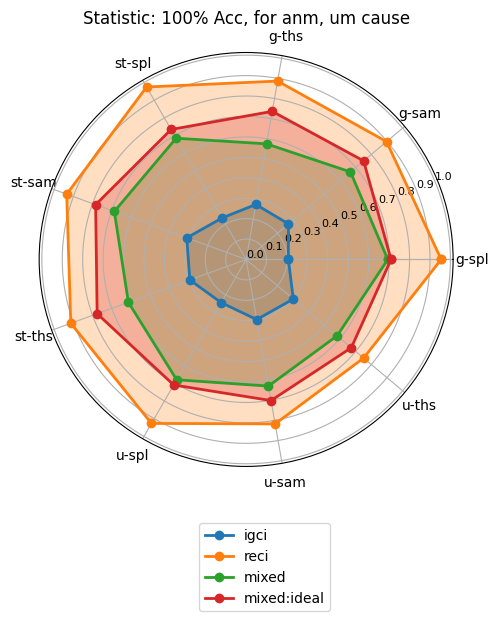 Statistic: 100% Acc, for anm, um cause
g-ths
st-spl
g-sam
st-sam
1.0
0.9
0.8
0.7
0.6
0.5
0.4
0.3
0.2
0.1
0.0
g-spl
st-ths
u-ths
u-spl
u-sam
igci
reci
mixed
mixed:ideal